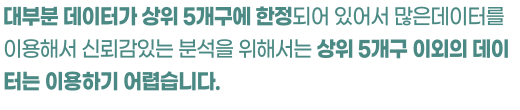 대부분 데이터가 상위 5개구에 한정되어 있어서 많은데이터를
이용해서 신뢰감있는 분석을 위해서는 상위 5개구 이외의 데이
터는 이용하기 어렵습니다.